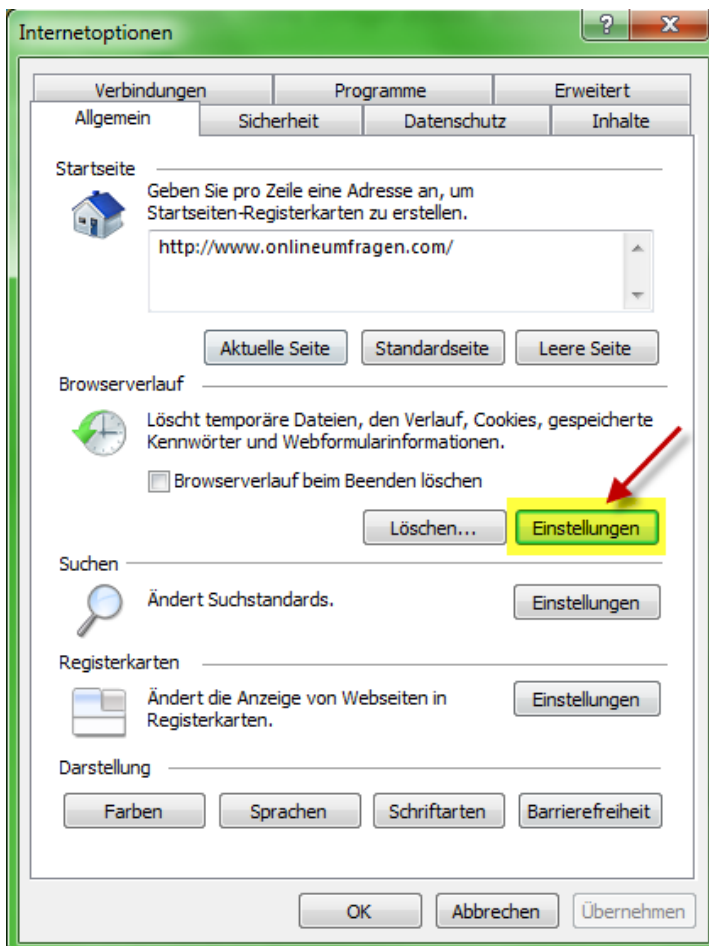 Internetoptionen
Verbindungen Programme Erweitert
Allgemein Sicherheit Datenschutz Inhalte
Startseite
Geben Sie pro Zeile eine Adresse an, um
Startseiten-Registerkarten zu erstellen.
http://www.onlineumfragen.com/
Aktuelle Seite Standardseite Leere Seite
Browserverlauf
Löscht temporäre Dateien, den Verlauf, Cookies, gespeicherte
Kennwörter und Webformularinformationen.
Browserverlauf beim Beenden löschen
Löschen... Einstellungen
Suchen
Ändert Suchstandards. Einstellungen
Registerkarten
Ändert die Anzeige von Webseiten in Einstellungen
Registerkarten.
Darstellung
Farben Sprachen Schriftarten Barrierefreiheit
OK Abbrechen Übernehmen